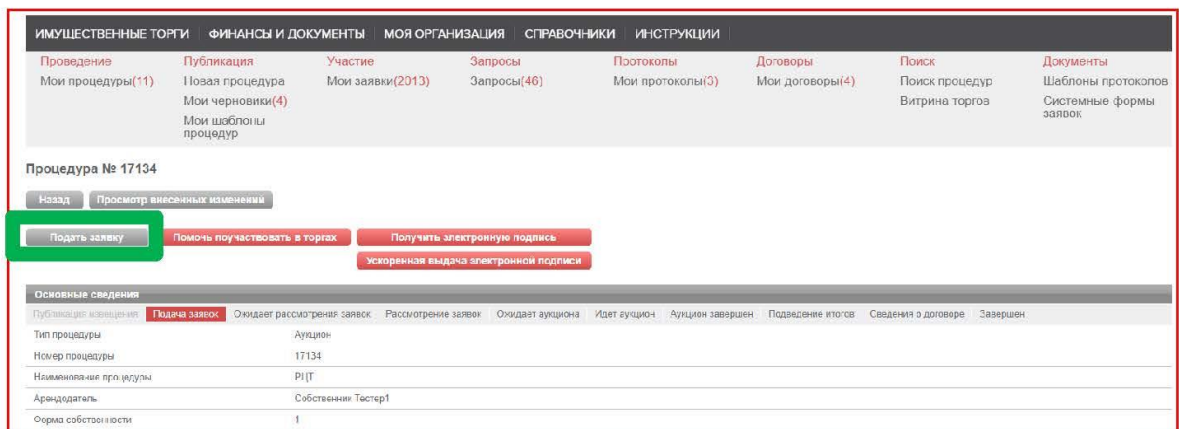 ИМУЩЕСТВЕННЫЕ ТОРГИ ФИНАНСЫ И ДОКУМЕНТЫ МОЯ ОРГАНИЗАЦИЯ СПРАВОЧНИКИ ИНСТРУКЦИИ
Проведение Публикация Участие Запросы Протоколы Договоры Поиск Документы
Мои процедуры(11) Новая процедура Мои заявки(2013) Запросы(46) Мои протоколы(3) Мои договоры(4) Поиск процедур Шаблоны протоколов
Мои черновики(4) Витрина торгов Системные формы
заявок
Мои шаблоны
процедур
Процедура № 17134
Назад Просмотр внесенных изменений
Подать заявку Помочь поучаствовать в торгах Получить электронную подпись
Ускоренная выдача электронной подписи
Основные сведения
Публикация извещения Подача заявок Ожидает рассмотрения заявок Рассмотрение заявок Ожидает аукциона Идет аукцион Аукцион завершен Подведение итогов Сведения о договоре Завершен
Тип процедуры Аукцион
Номер процедуры 17134
Наименование процедуры
Арендодатель Собственник Тестер1
Форма собственности 1